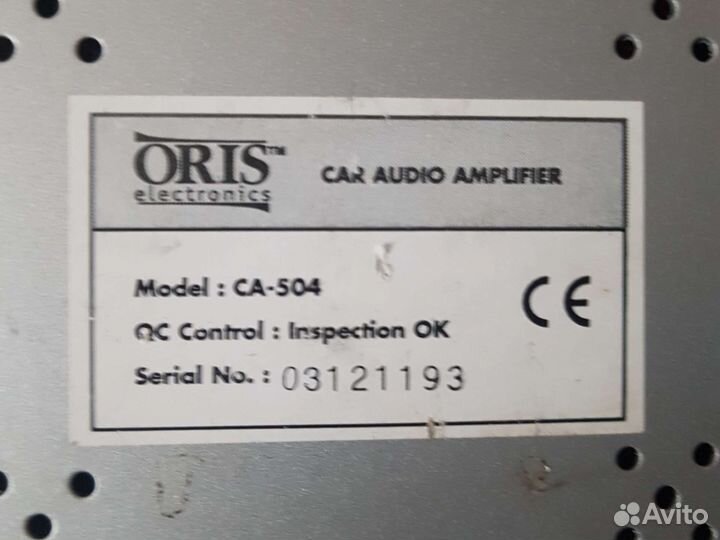 ORIS™
electronics
CAR AUDIO AMPLIFIER
Model : CA-504
QC Control : Inspection OK
Serial No. : 03121193
CE
Avito